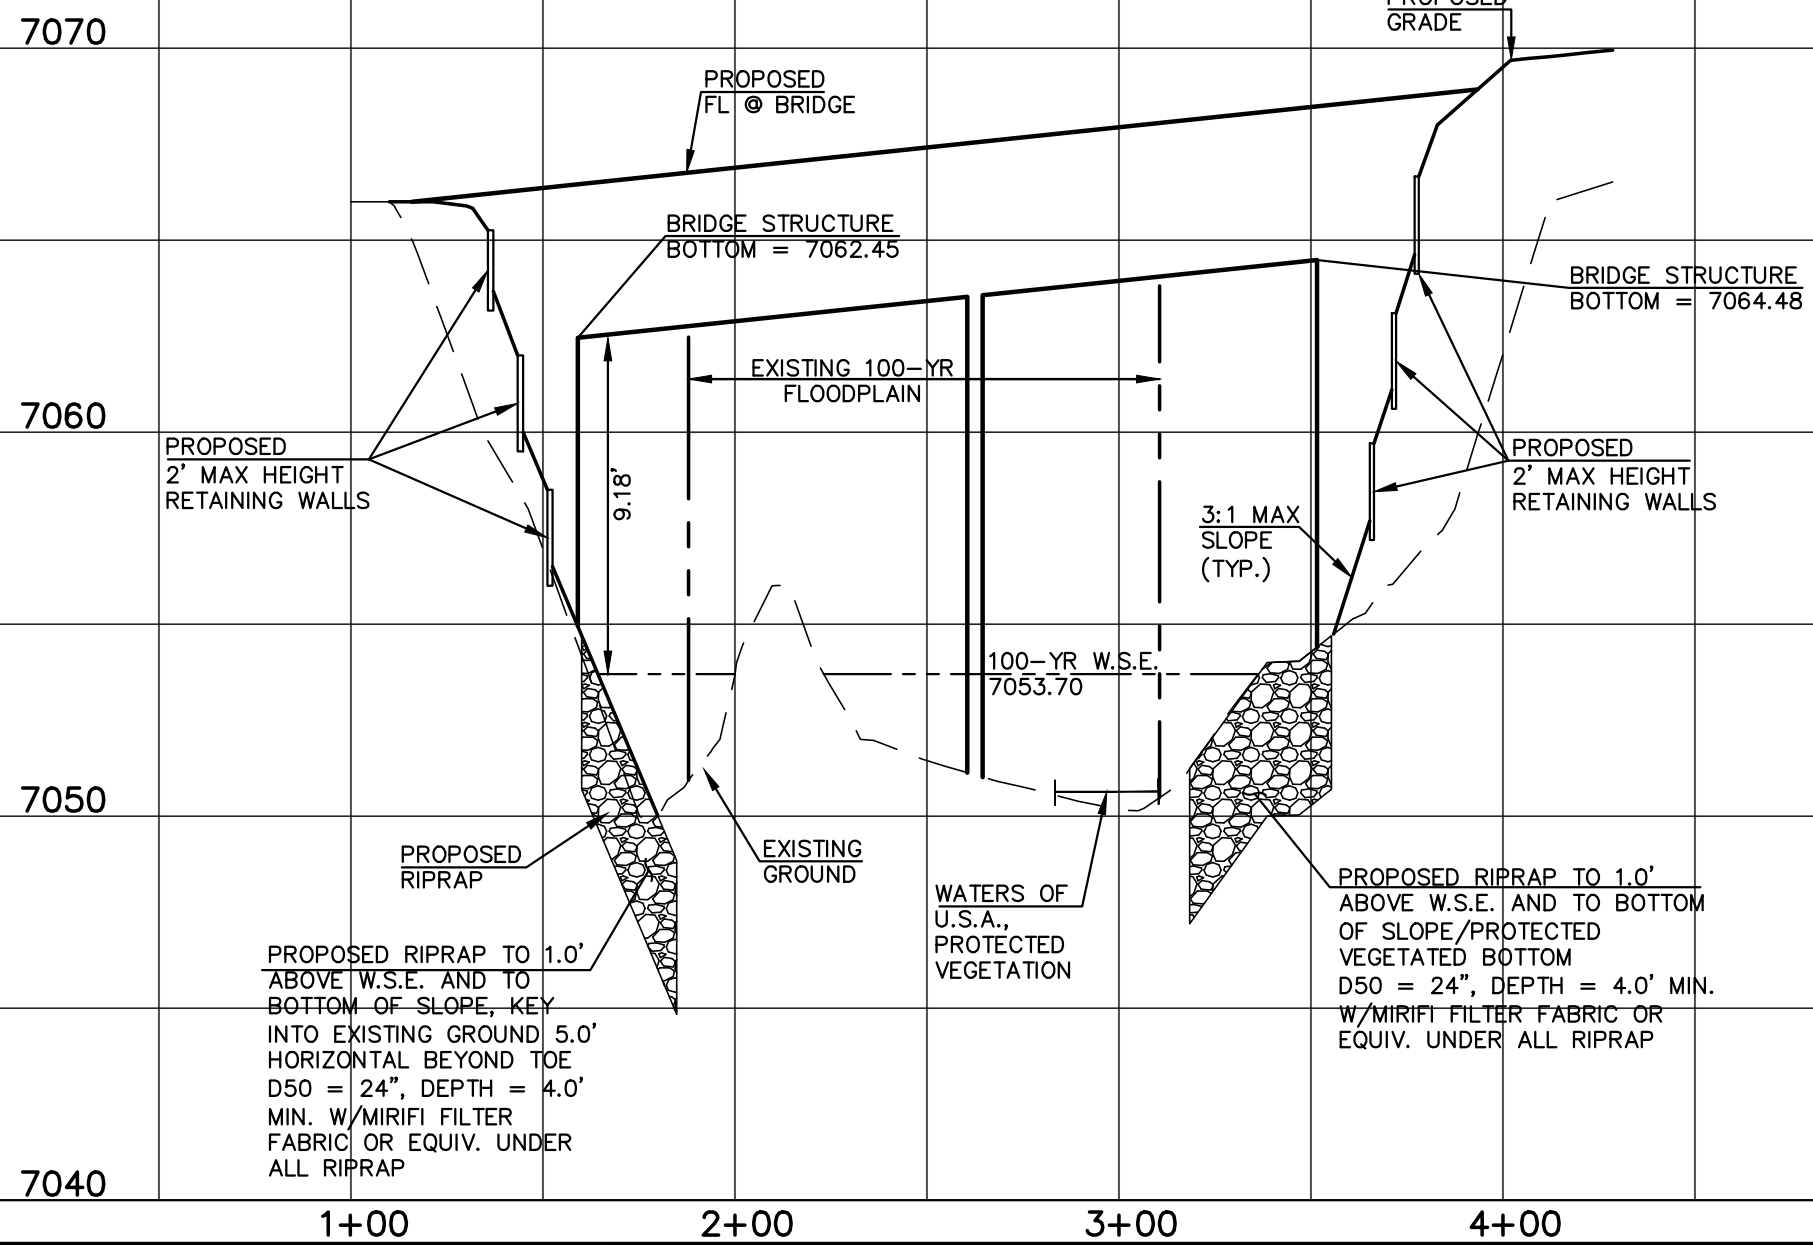 PROPOSED
GRADE
7070
PROPOSED
FL @ BRIDGE
BRIDGE STRUCTURE
BOTTOM = 7062.45
BRIDGE STRUCTURE
BOTTOM = 7064.48
EXISTING 100-YR
FLOODPLAIN
7060
PROPOSED
2' MAX HEIGHT
RETAINING WALLS
9.18'
PROPOSED
2' MAX HEIGHT
RETAINING WALLS
3:1 MAX
SLOPE
(TYP.)
100-YR W.S.E.
7053.70
7050
PROPOSED
RIPRAP
EXISTING
GROUND
WATERS OF
U.S.A.,
PROTECTED
VEGETATION
PROPOSED RIPRAP TO 1.0'
ABOVE W.S.E. AND TO BOTTOM
OF SLOPE/PROTECTED
VEGETATED BOTTOM
D50 = 24", DEPTH = 4.0' MIN.
W/MIRIFI FILTER FABRIC OR
EQUIV. UNDER ALL RIPRAP
PROPOSED RIPRAP TO 1.0'
ABOVE W.S.E. AND TO
BOTTOM OF SLOPE, KEY
INTO EXISTING GROUND 5.0'
HORIZONTAL BEYOND TOE
D50 = 24", DEPTH = 4.0'
MIN. W/MIRIFI FILTER
FABRIC OR EQUIV. UNDER
ALL RIPRAP
7040
1+00
2+00
3+00
4+00